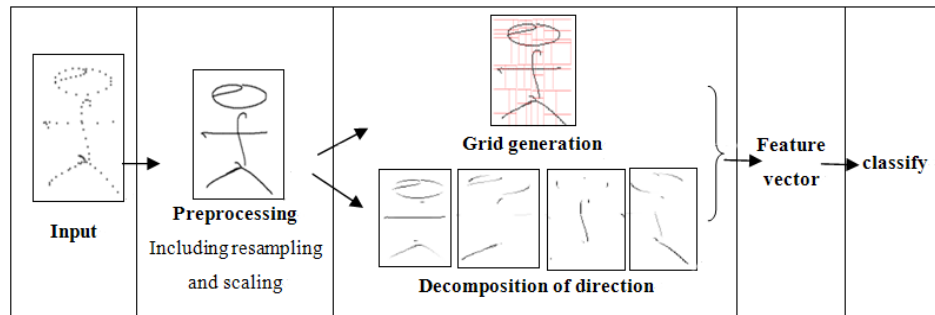 Input
Preprocessing
Including resampling
and scaling
Grid generation
Decomposition of direction
Feature
vector
classify